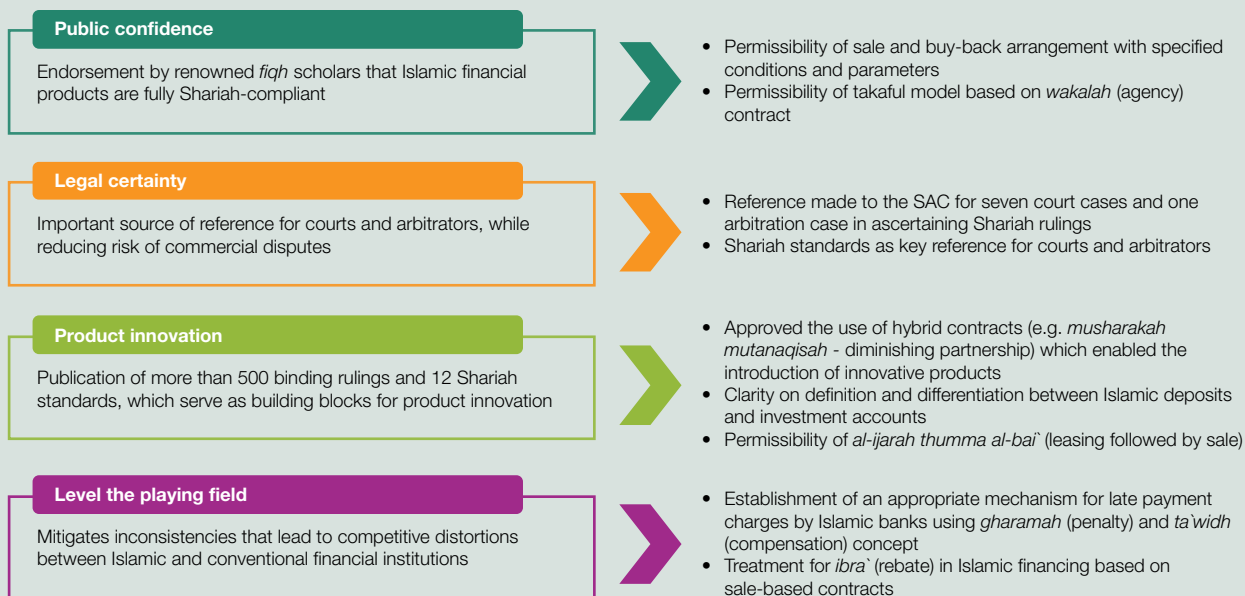 Public confidence
Endorsement by renowned fiqh scholars that Islamic financial
products are fully Shariah-compliant
• Permissibility of sale and buy-back arrangement with specified
conditions and parameters
• Permissibility of takaful model based on wakalah (agency)
contract
Legal certainty
Important source of reference for courts and arbitrators, while
reducing risk of commercial disputes
• Reference made to the SAC for seven court cases and one
arbitration case in ascertaining Shariah rulings
• Shariah standards as key reference for courts and arbitrators
Product innovation
Publication of more than 500 binding rulings and 12 Shariah
standards, which serve as building blocks for product innovation
• Approved the use of hybrid contracts (e.g. musharakah
mutanaqisah - diminishing partnership) which enabled the
introduction of innovative products
• Clarity on definition and differentiation between Islamic deposits
and investment accounts
• Permissibility of al-ijarah thumma al-bai` (leasing followed by sale)
Level the playing field
Mitigates inconsistencies that lead to competitive distortions
between Islamic and conventional financial institutions
• Establishment of an appropriate mechanism for late payment
charges by Islamic banks using gharamah (penalty) and ta`widh
(compensation) concept
• Treatment for ibra` (rebate) in Islamic financing based on
sale-based contracts